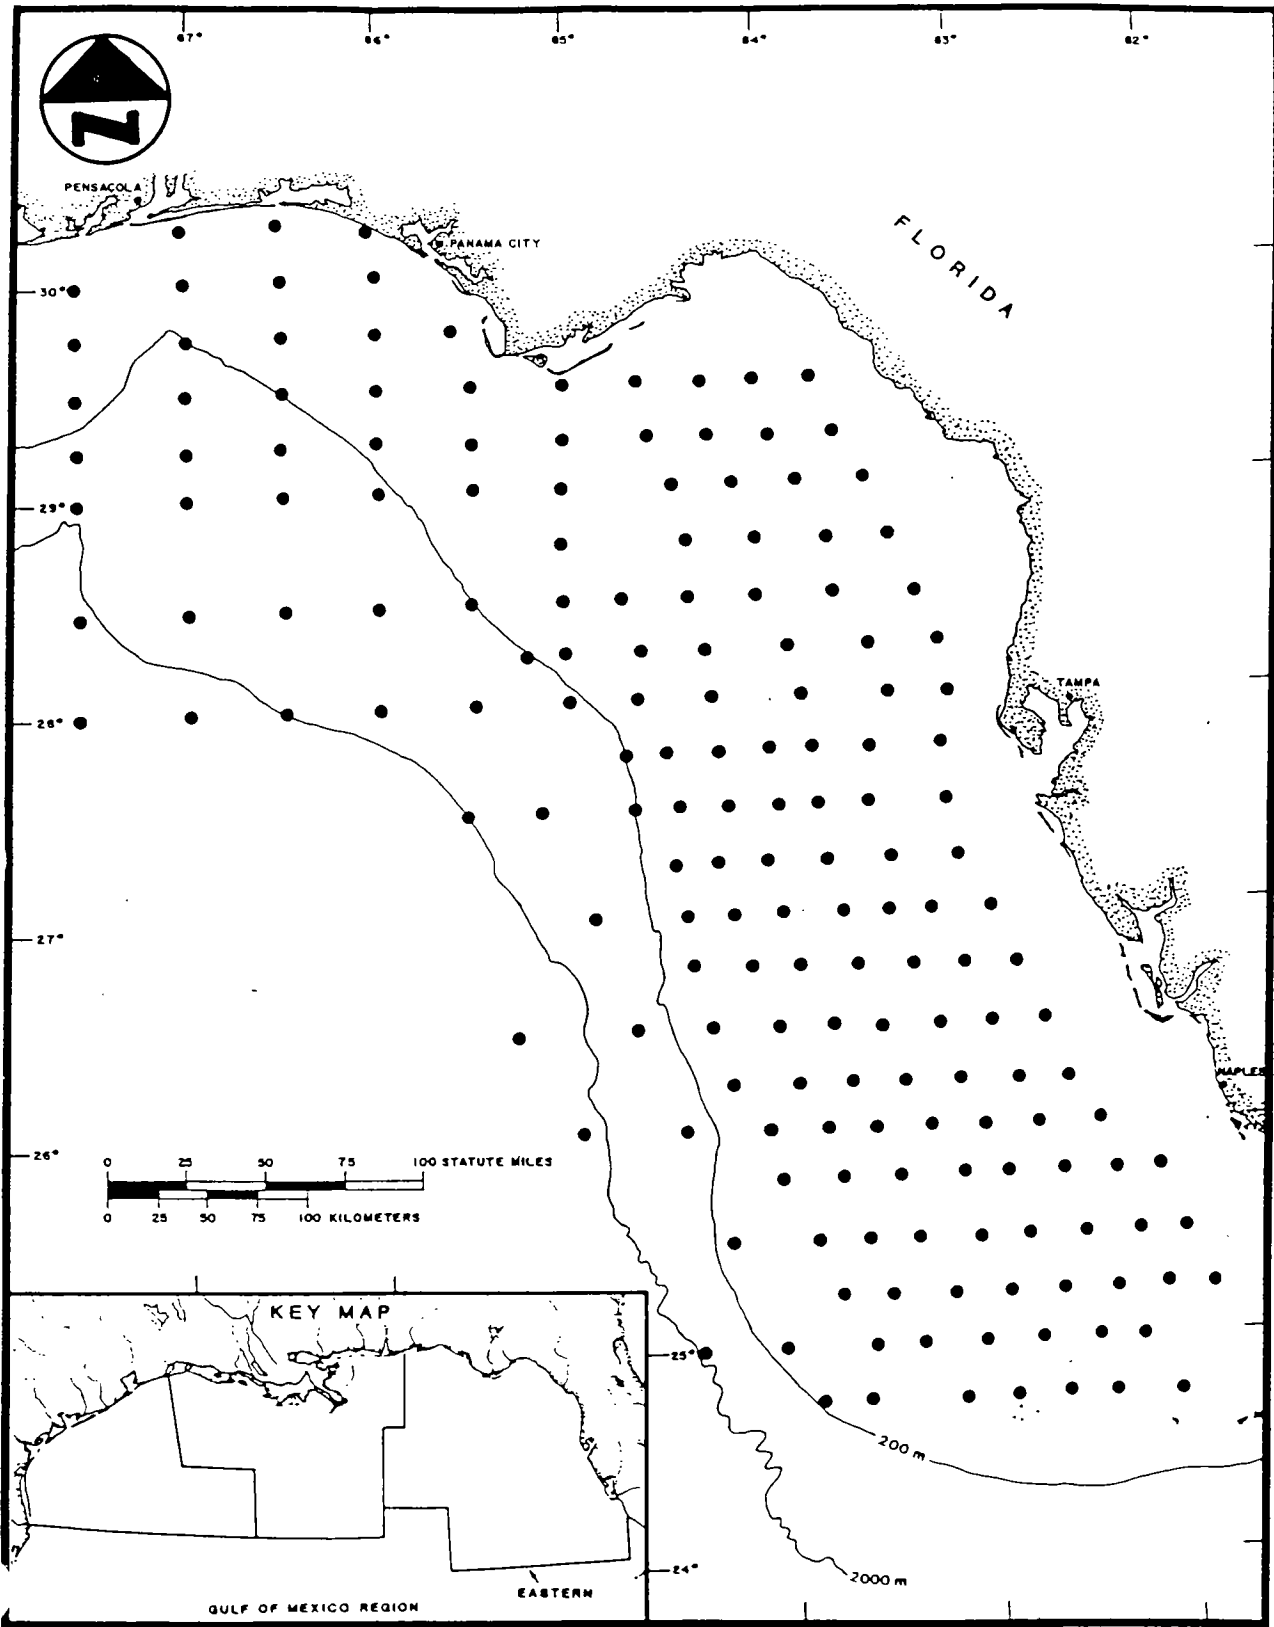 87° 86° 85° 84° 83° 82°
N
PENSACOLA
PANAMA CITY
FLORIDA
30°
29°
TAMPA
28°
27°
NAPLES
26°
0 25 50 75 100 STATUTE MILES
0 25 50 75 100 KILOMETERS
KEY MAP
25°
200 m
24°
2000 m
EASTERN
GULF OF MEXICO REGION